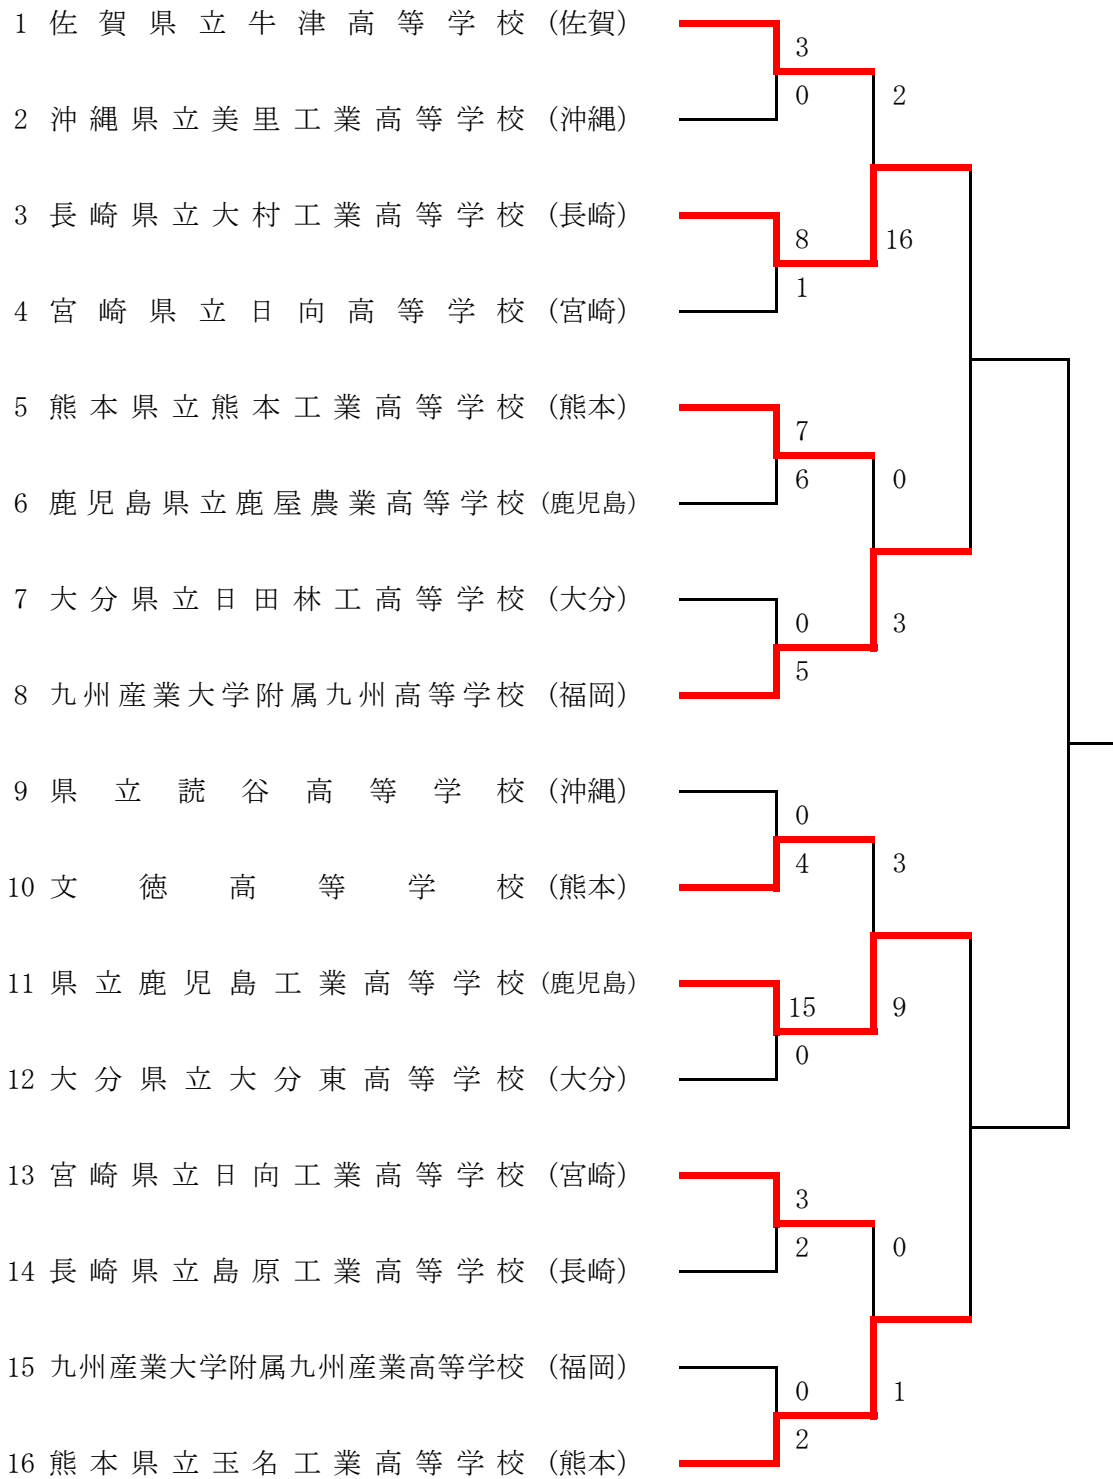 1 佐賀県立牛津高等学校 (佐賀)
3
0
2
2 沖縄県立美里工業高等学校 (沖縄)
3 長崎県立大村工業高等学校 (長崎)
8
16
1
4 宮崎県立日向高等学校 (宮崎)
5 熊本県立熊本工業高等学校 (熊本)
7
6
0
6 鹿児島県立鹿屋農業高等学校 (鹿児島)
7 大分県立日田林工高等学校 (大分)
0
3
5
8 九州産業大学附属九州高等学校 (福岡)
9 県立読谷高等学校 (沖縄)
0
4
3
10 文徳高等学校 (熊本)
11 県立鹿児島工業高等学校 (鹿児島)
15
9
0
12 大分県立大分東高等学校 (大分)
13 宮崎県立日向工業高等学校 (宮崎)
3
2
0
14 長崎県立島原工業高等学校 (長崎)
15 九州産業大学附属九州産業高等学校 (福岡)
0
1
2
16 熊本県立玉名工業高等学校 (熊本)